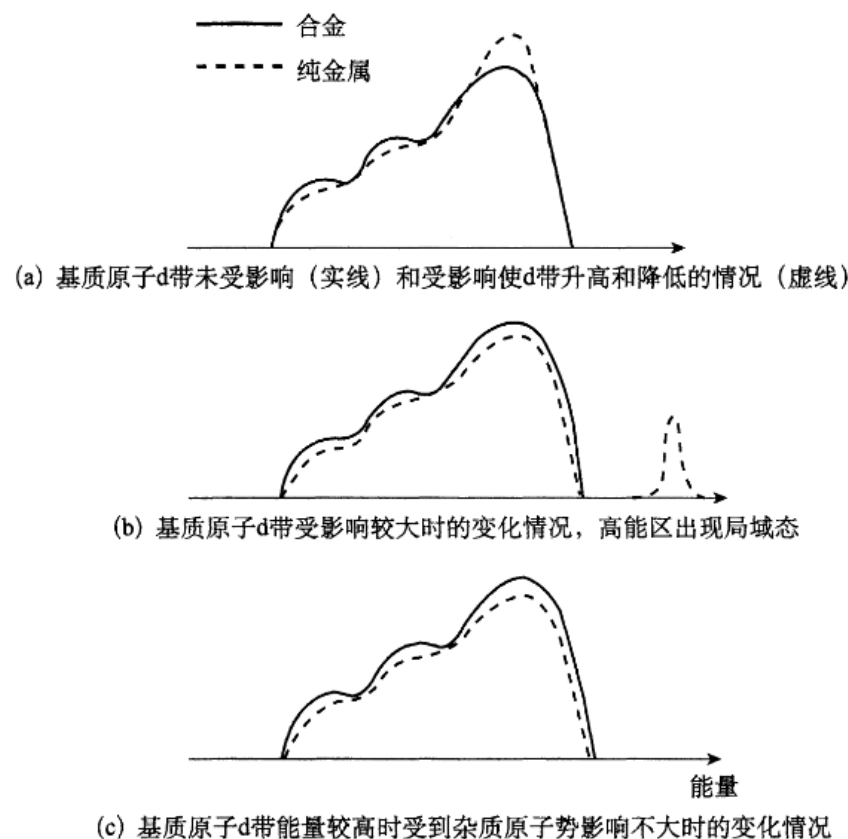 合金
纯金属
(a) 基质原子d带未受影响（实线）和受影响使d带升高和降低的情况（虚线）
(b) 基质原子d带受影响较大时的变化情况，高能区出现局域态
能量
(c) 基质原子d带能量较高时受到杂质原子势影响不大时的变化情况